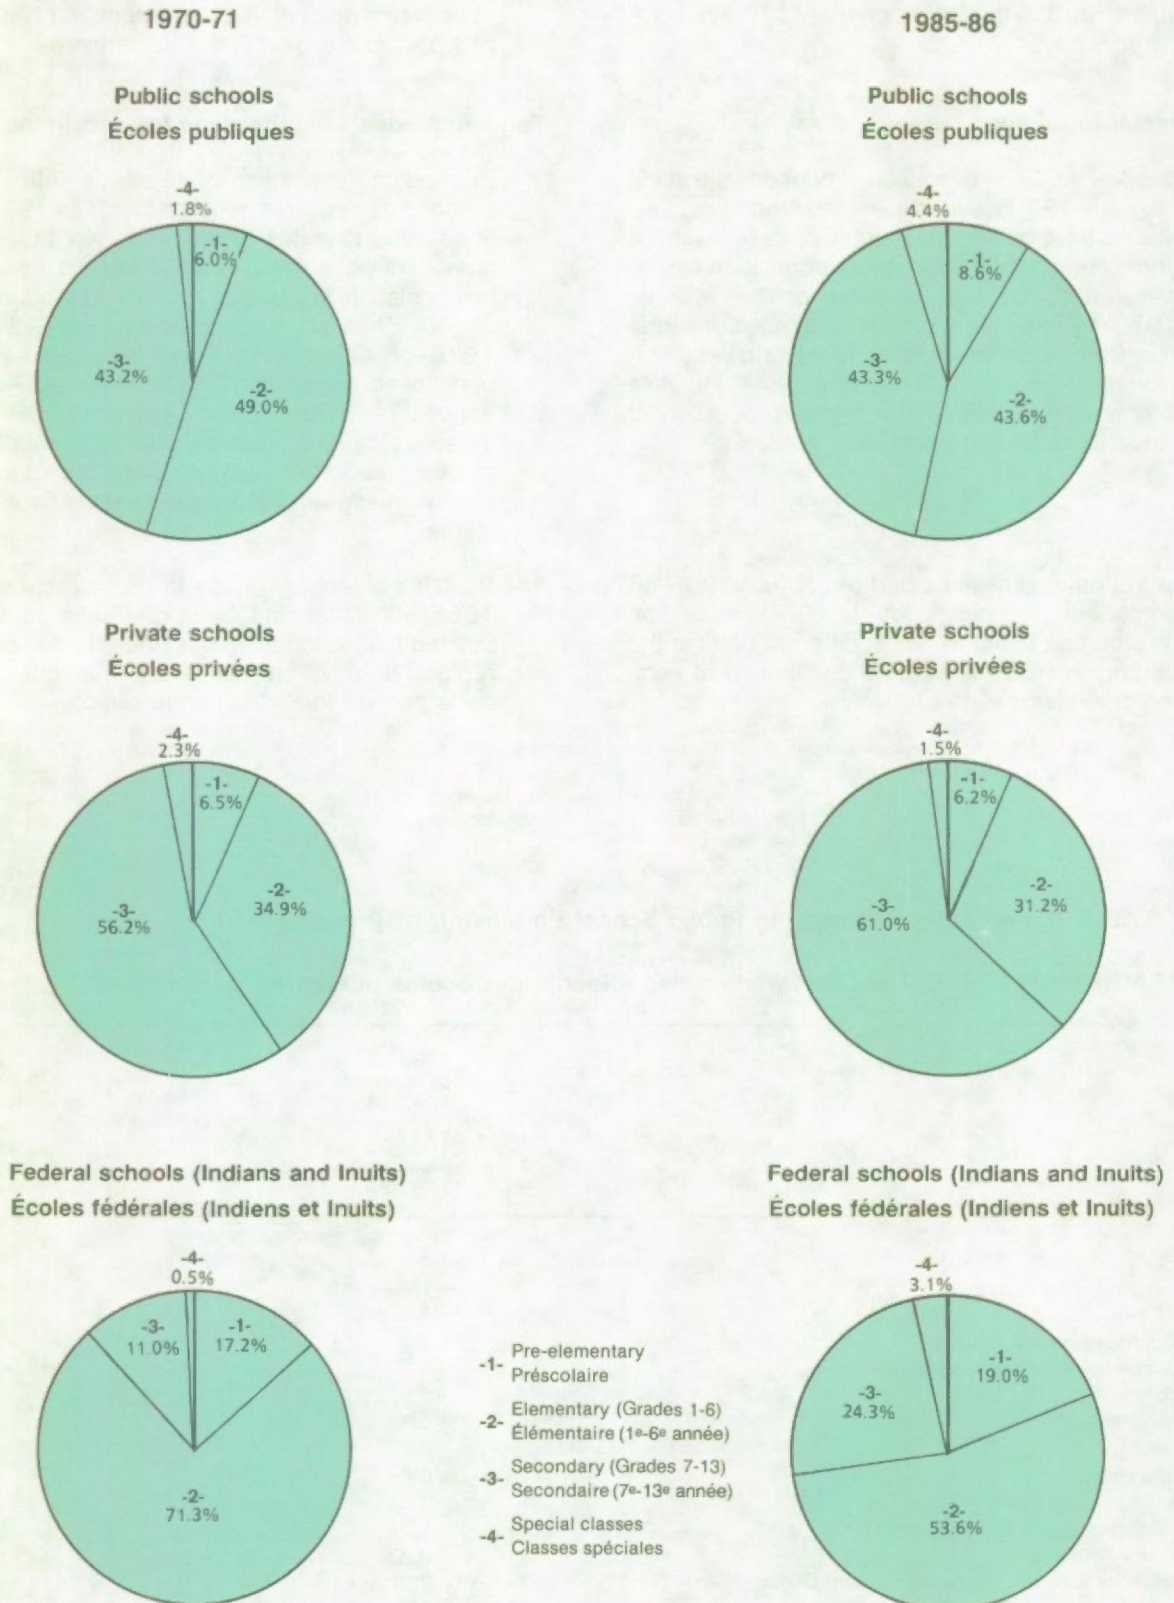 1970-71
Public schools
Écoles publiques
-4-
1.8%
-1-
6.0%
-3-
43.2%
-2-
49.0%
Private schools
Écoles privées
-4-
2.3%
-1-
6.5%
-2-
34.9%
-3-
56.2%
Federal schools (Indians and Inuits)
Écoles fédérales (Indiens et Inuits)
-4-
0.5%
-3-
11.0%
-1-
17.2%
-2-
71.3%
1985-86
Public schools
Écoles publiques
-4-
4.4%
-1-
8.6%
-3-
43.3%
-2-
43.6%
Private schools
Écoles privées
-4-
1.5%
-1-
6.2%
-2-
31.2%
-3-
61.0%
Federal schools (Indians and Inuits)
Écoles fédérales (Indiens et Inuits)
-4-
3.1%
-1-
19.0%
-3-
24.3%
-2-
53.6%
-1- Pre-elementary
Préscolaire
-2- Elementary (Grades 1-6)
Élémentaire (1e-6e année)
-3- Secondary (Grades 7-13)
Secondaire (7e-13e année)
-4- Special classes
Classes spéciales